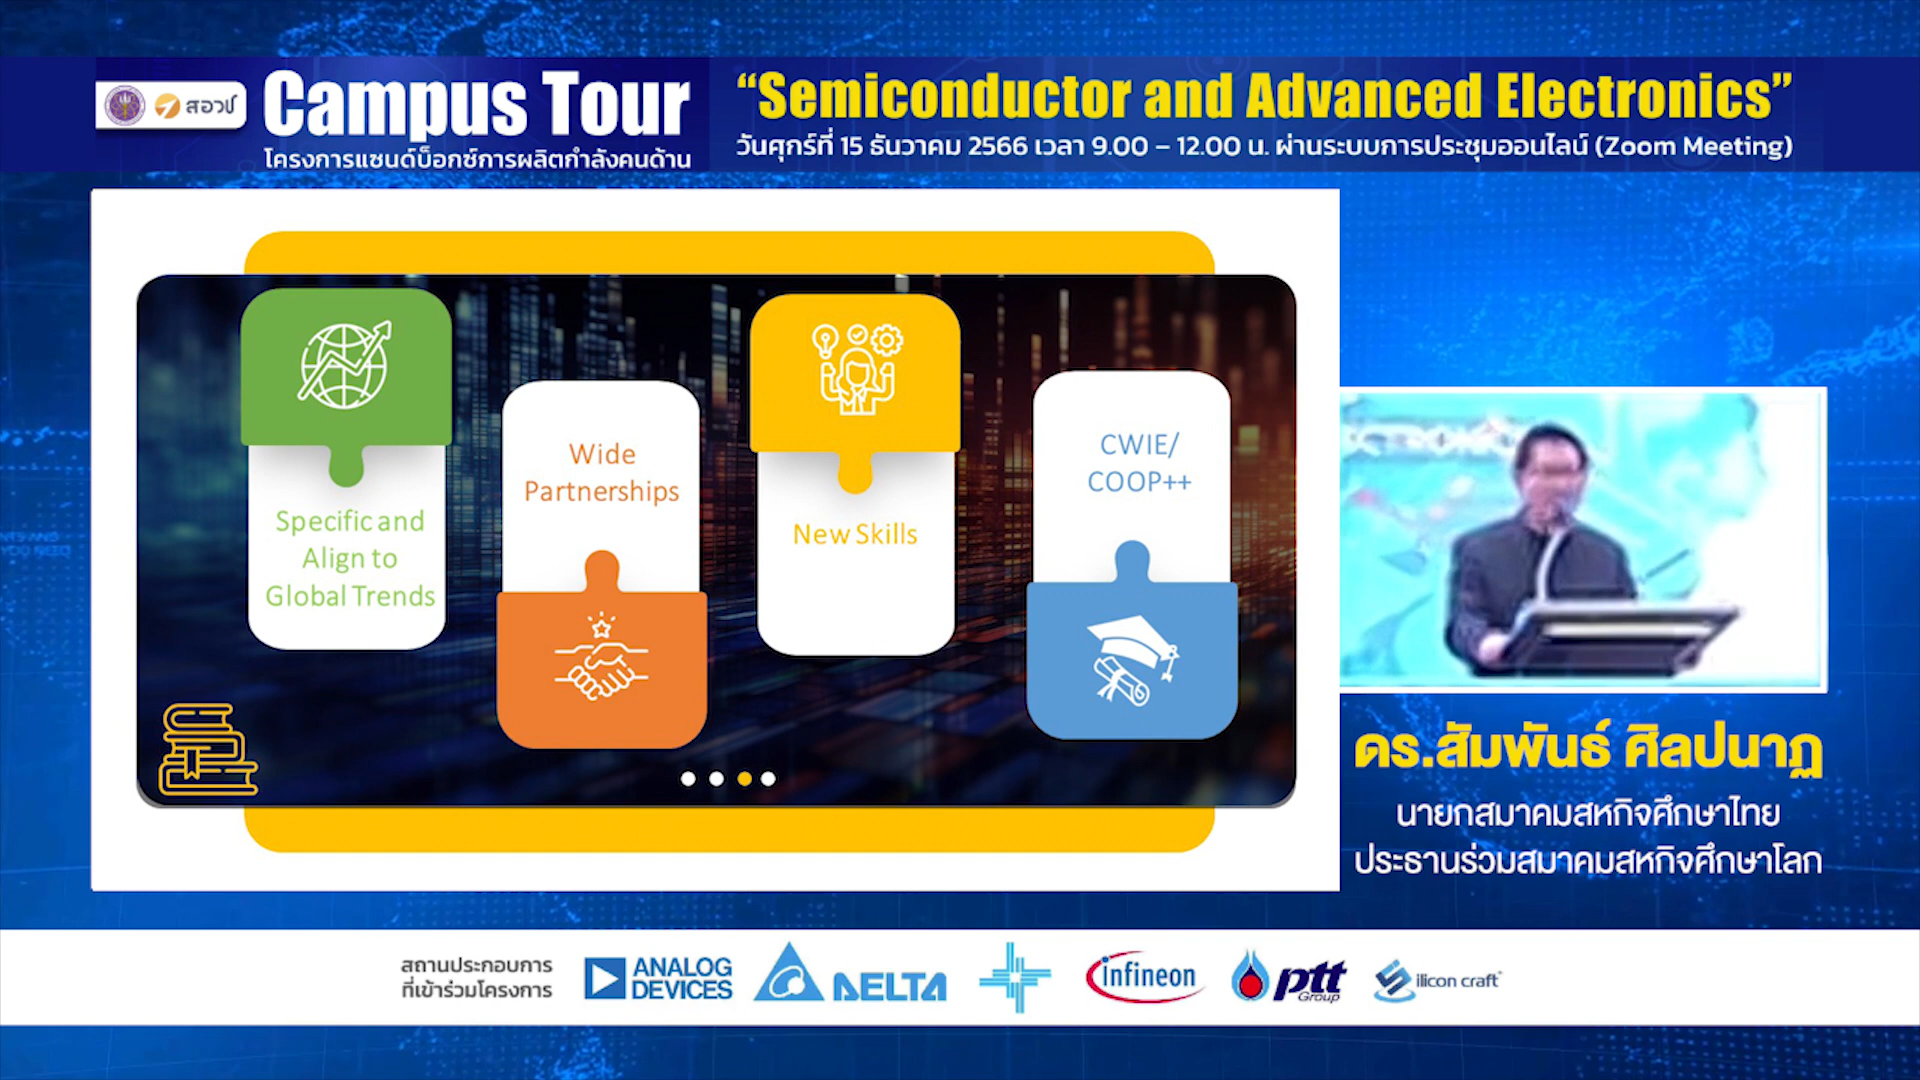 สอวช
Campus Tour
โครงการแซนด์บ็อกซ์การผลิตกำลังคนด้าน
“Semiconductor and Advanced Electronics”
วันศุกร์ที่ 15 ธันวาคม 2566 เวลา 9.00 – 12.00 น. ผ่านระบบการประชุมออนไลน์ (Zoom Meeting)
Specific and
Align to
Global Trends
Wide
Partnerships
New Skills
CWIE/
COOP++
ดร.สัมพันธ์ ศิลปนาฏ
นายกสมาคมสหกิจศึกษาไทย
ประธานร่วมสมาคมสหกิจศึกษาโลก
สถานประกอบการ
ที่เข้าร่วมโครงการ
ANALOG
DEVICES
DELTA
infineon
ptt
Group
ilicon craft